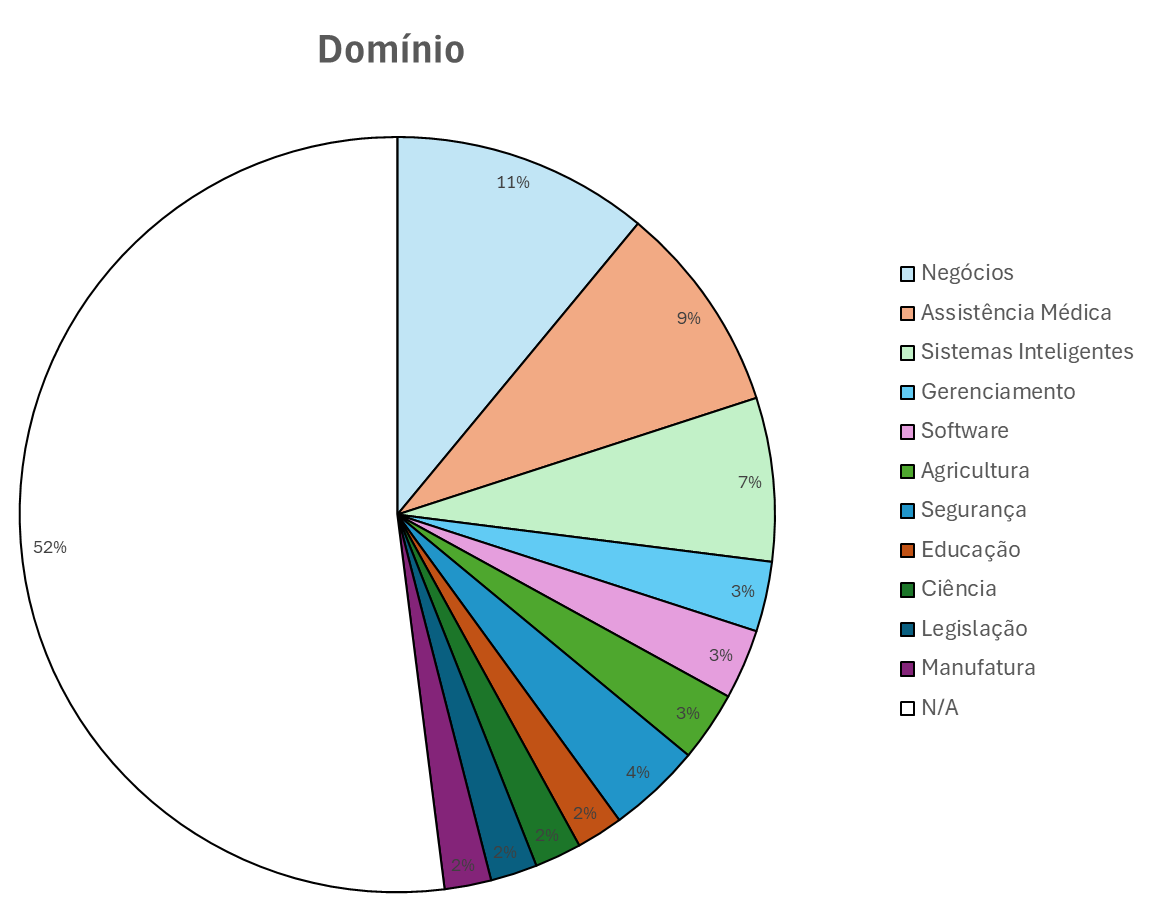 Domínio
11%
9%
7%
3%
3%
3%
4%
2%
2%
2%
2%
52%
Negócios
Assistência Médica
Sistemas Inteligentes
Gerenciamento
Software
Agricultura
Segurança
Educação
Ciência
Legislação
Manufatura
N/A